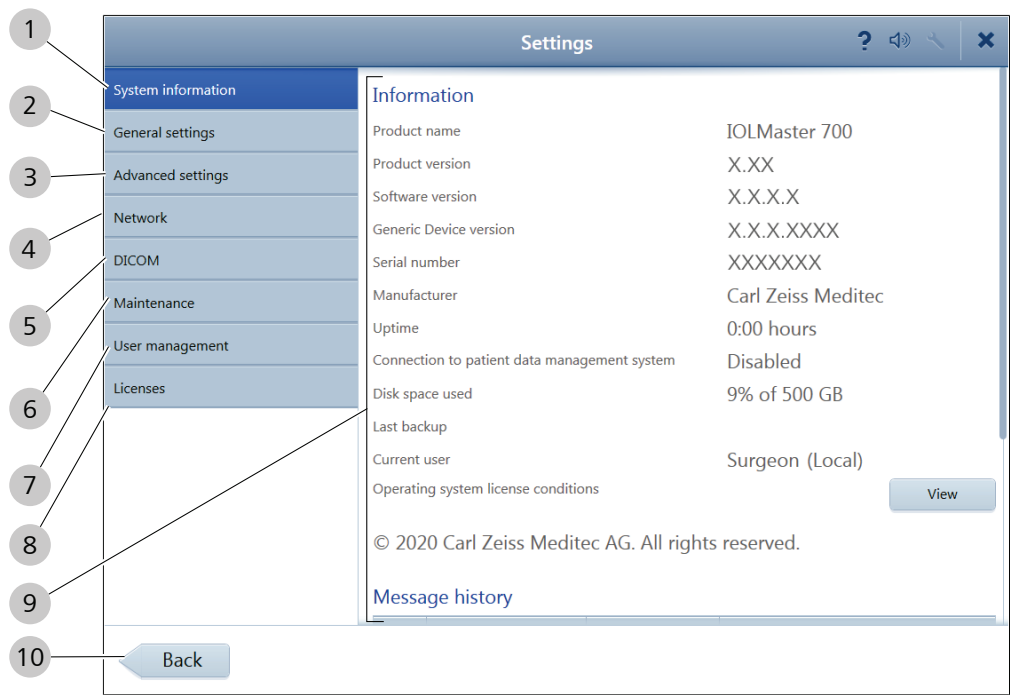 1
Settings
?
System information
2
General settings
3
Advanced settings
4
Network
5
DICOM
6
Maintenance
7
User management
8
Licenses
9
Information
Product name IOLMaster 700
Product version X.XX
Software version X.X.X.X
Generic Device version X.X.X.XXXX
Serial number XXXXXXX
Manufacturer Carl Zeiss Meditec
Uptime 0:00 hours
Connection to patient data management system Disabled
Disk space used 9% of 500 GB
Last backup
Current user Surgeon (Local)
Operating system license conditions View
© 2020 Carl Zeiss Meditec AG. All rights reserved.
Message history
10
Back